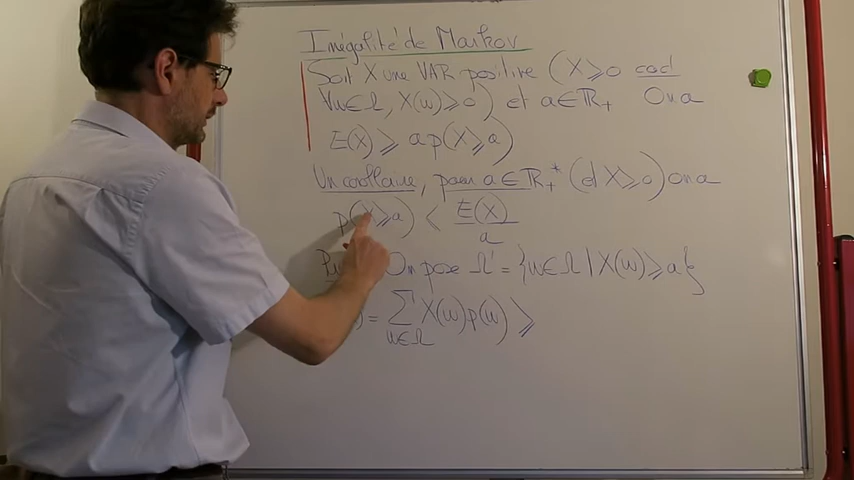 Inégalité de Markov
Soit X une VAR positive (X⩾0 cad
∀ω∈Ω, X(ω)⩾0) et a∈ℝ₊ On a
E(X) ⩾ a p(X⩾a)
Un corollaire, pour a∈ℝ₊* (et X⩾0) on a
p(X⩾a) < E(X)/a
On pose Ω' = {ω∈Ω | X(ω)⩾a}
) = ∑ω∈Ω X(ω)p(ω) ⩾